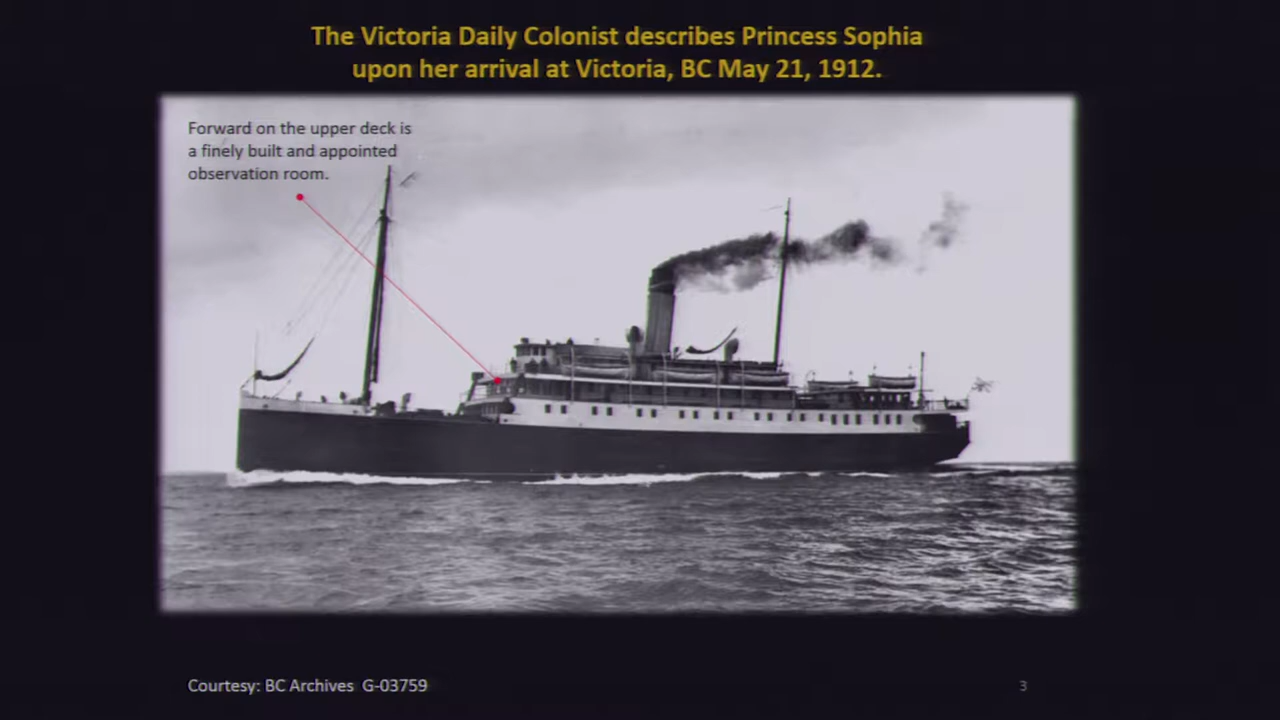 The Victoria Daily Colonist describes Princess Sophia
upon her arrival at Victoria, BC May 21, 1912.
Forward on the upper deck is
a finely built and appointed
observation room.
Courtesy: BC Archives G-03759
3